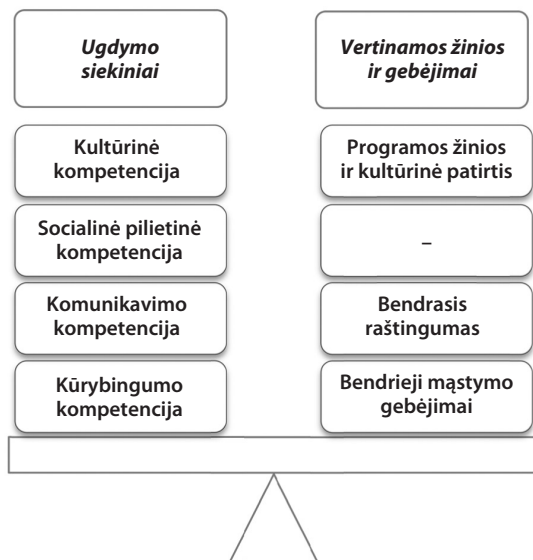 Ugdymo
siekiniai
Vertinamos žinios
ir gebėjimai
Kultūrinė
kompetencija
Programos žinios
ir kultūrinė patirtis
Socialinė pilietinė
kompetencija
–
Komunikavimo
kompetencija
Bendrasis
raštingumas
Kūrybingumo
kompetencija
Bendrieji mąstymo
gebėjimai